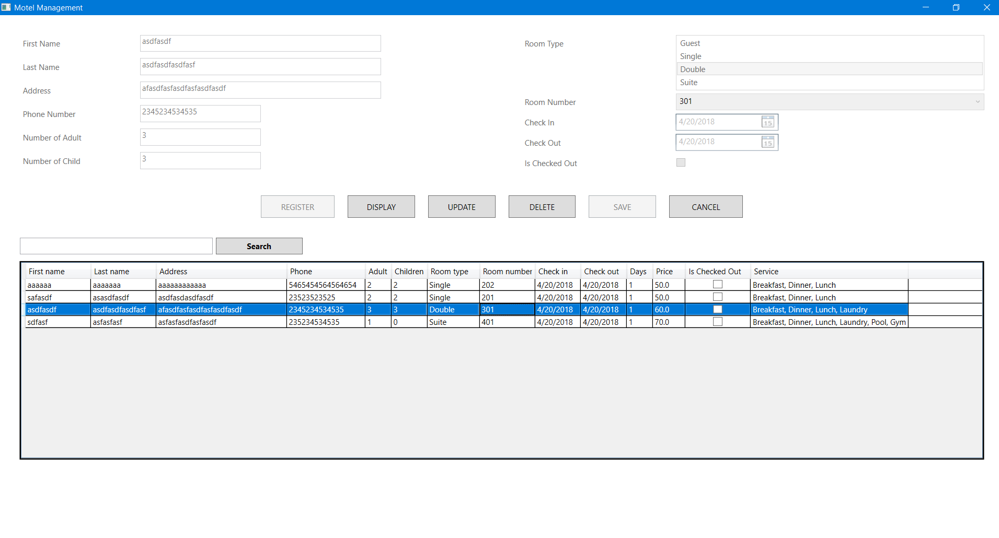 Motel Management
First Name
asdfasdf
Last Name
asdfasdfasdfasf
Address
afasdfasfasdfasfasdfasdf
Phone Number
2345234534535
Number of Adult
3
Number of Child
3
Room Type
Guest
Single
Double
Suite
Room Number
301
Check In
4/20/2018
15
Check Out
4/20/2018
15
Is Checked Out
REGISTER DISPLAY UPDATE DELETE SAVE CANCEL
Search
First name Last name Address Phone Adult Children Room type Room number Check in Check out Days Price Is Checked Out Service
aaaaaa aaaaaaa aaaaaaaaaaaa 5465454564564654 2 2 Single 202 4/20/2018 4/20/2018 1 50.0 Breakfast, Dinner, Lunch
safasdf asasdfasdf asdfasdasdfasdf 23523523525 2 2 Single 201 4/20/2018 4/20/2018 1 50.0 Breakfast, Dinner, Lunch
asdfasdf asdfasdfasdfasf afasdfasfasdfasfasdfasdf 2345234534535 3 3 Double 301 4/20/2018 4/20/2018 1 60.0 Breakfast, Dinner, Lunch, Laundry
sdfasf asfasfasf asfasfasdfasfasdf 235234534535 1 0 Suite 401 4/20/2018 4/20/2018 1 70.0 Breakfast, Dinner, Lunch, Laundry, Pool, Gym